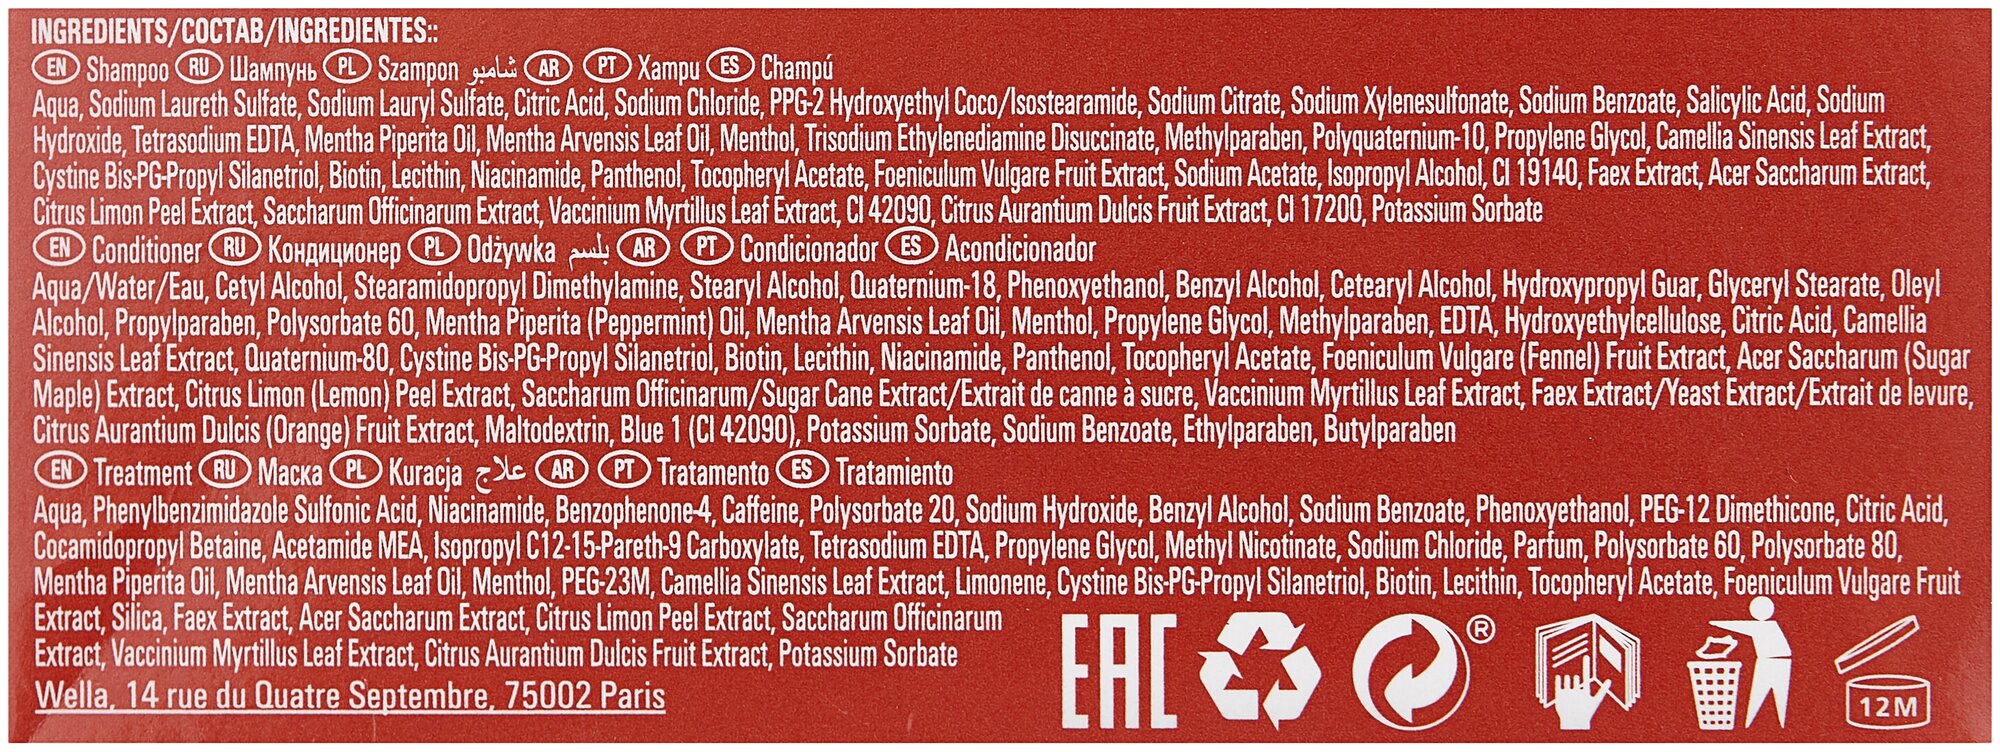 INGREDIENTS/СОСТАВ/INGREDIENTES::
EN Shampoo RU Шампунь PL Szampon شامبو AR PT Xampu ES Champú
Aqua, Sodium Laureth Sulfate, Sodium Lauryl Sulfate, Citric Acid, Sodium Chloride, PPG-2 Hydroxyethyl Coco/Isostearamide, Sodium Citrate, Sodium Xylenesulfonate, Sodium Benzoate, Salicylic Acid, Sodium
Hydroxide, Tetrasodium EDTA, Mentha Piperita Oil, Mentha Arvensis Leaf Oil, Menthol, Trisodium Ethylenediamine Disuccinate, Methylparaben, Polyquaternium-10, Propylene Glycol, Camellia Sinensis Leaf Extract,
Cystine Bis-PG-Propyl Silanetriol, Biotin, Lecithin, Niacinamide, Panthenol, Tocopheryl Acetate, Foeniculum Vulgare Fruit Extract, Sodium Acetate, Isopropyl Alcohol, CI 19140, Faex Extract, Acer Saccharum Extract,
Citrus Limon Peel Extract, Saccharum Officinarum Extract, Vaccinium Myrtillus Leaf Extract, CI 42090, Citrus Aurantium Dulcis Fruit Extract, CI 17200, Potassium Sorbate
EN Conditioner RU Кондиционер PL Odżywka بلسم AR PT Condicionador ES Acondicionador
Aqua/Water/Eau, Cetyl Alcohol, Stearamidopropyl Dimethylamine, Stearyl Alcohol, Quaternium-18, Phenoxyethanol, Benzyl Alcohol, Cetearyl Alcohol, Hydroxypropyl Guar, Glyceryl Stearate, Oleyl
Alcohol, Propylparaben, Polysorbate 60, Mentha Piperita (Peppermint) Oil, Mentha Arvensis Leaf Oil, Menthol, Propylene Glycol, Methylparaben, EDTA, Hydroxyethylcellulose, Citric Acid, Camellia
Sinensis Leaf Extract, Quaternium-80, Cystine Bis-PG-Propyl Silanetriol, Biotin, Lecithin, Niacinamide, Panthenol, Tocopheryl Acetate, Foeniculum Vulgare (Fennel) Fruit Extract, Acer Saccharum (Sugar
Maple) Extract, Citrus Limon (Lemon) Peel Extract, Saccharum Officinarum/Sugar Cane Extract/Extrait de canne à sucre, Vaccinium Myrtillus Leaf Extract, Faex Extract/Yeast Extract/Extrait de levure,
Citrus Aurantium Dulcis (Orange) Fruit Extract, Maltodextrin, Blue 1 (CI 42090), Potassium Sorbate, Sodium Benzoate, Ethylparaben, Butylparaben
EN Treatment RU Маска PL Kuracja علاج AR PT Tratamento ES Tratamiento
Aqua, Phenylbenzimidazole Sulfonic Acid, Niacinamide, Benzophenone-4, Caffeine, Polysorbate 20, Sodium Hydroxide, Benzyl Alcohol, Sodium Benzoate, Phenoxyethanol, PEG-12 Dimethicone, Citric Acid,
Cocamidopropyl Betaine, Acetamide MEA, Isopropyl C12-15-Pareth-9 Carboxylate, Tetrasodium EDTA, Propylene Glycol, Methyl Nicotinate, Sodium Chloride, Parfum, Polysorbate 60, Polysorbate 80,
Mentha Piperita Oil, Mentha Arvensis Leaf Oil, Menthol, PEG-23M, Camellia Sinensis Leaf Extract, Limonene, Cystine Bis-PG-Propyl Silanetriol, Biotin, Lecithin, Tocopheryl Acetate, Foeniculum Vulgare Fruit
Extract, Silica, Faex Extract, Acer Saccharum Extract, Citrus Limon Peel Extract, Saccharum Officinarum
Extract, Vaccinium Myrtillus Leaf Extract, Citrus Aurantium Dulcis Fruit Extract, Potassium Sorbate
Wella, 14 rue du Quatre Septembre, 75002 Paris
EAC ® 12M